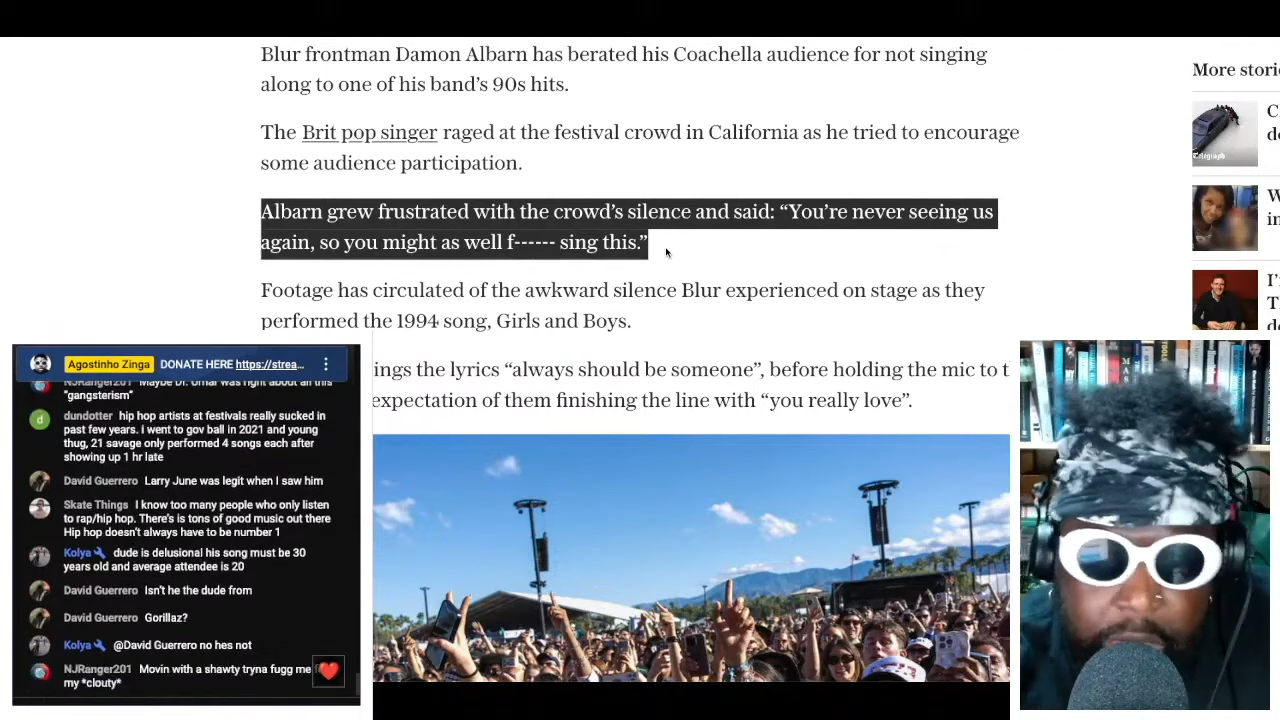 Blur frontman Damon Albarn has berated his Coachella audience for not singing
along to one of his band's 90s hits.
The Brit pop singer raged at the festival crowd in California as he tried to encourage
some audience participation.
Albarn grew frustrated with the crowd's silence and said: “You're never seeing us
again, so you might as well f------ sing this.”
Footage has circulated of the awkward silence Blur experienced on stage as they
performed the 1994 song, Girls and Boys.
ings the lyrics “always should be someone”, before holding the mic to t
expectation of them finishing the line with “you really love”.
More stori
Telegraph
Agostinho Zinga DONATE HERE https://strea...
NJRanger201 Maybe Dr. Umar was right about all this
"gangsterism"
dundotter hip hop artists at festivals really sucked in
past few years. i went to gov ball in 2021 and young
thug, 21 savage only performed 4 songs each after
showing up 1 hr late
David Guerrero Larry June was legit when I saw him
Skate Things I know too many people who only listen
to rap/hip hop. There's is tons of good music out there
Hip hop doesn't always have to be number 1
Kolya dude is delusional his song must be 30
years old and average attendee is 20
David Guerrero Isn't he the dude from
David Guerrero Gorillaz?
Kolya @David Guerrero no hes not
NJRanger201 Movin with a shawty tryna fugg me
my *clouty*